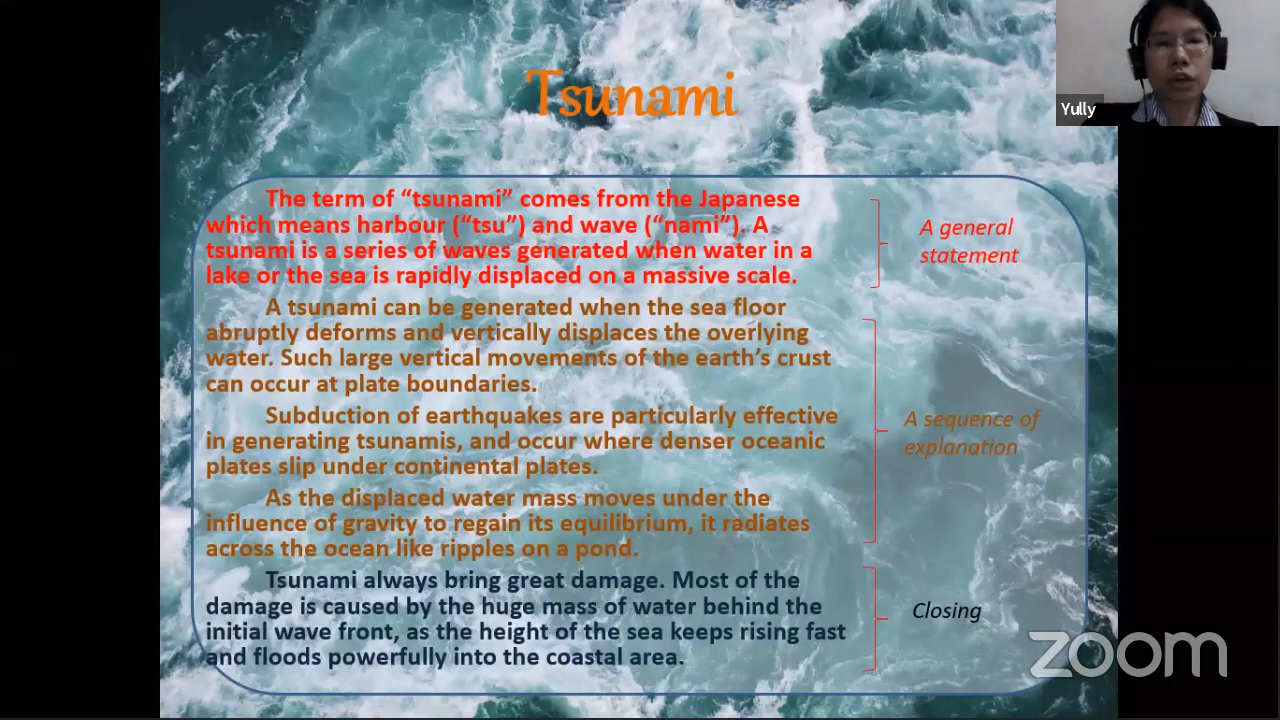 Tsunami
Yully
The term of “tsunami” comes from the Japanese
which means harbour (“tsu”) and wave (“nami”). A
tsunami is a series of waves generated when water in a
lake or the sea is rapidly displaced on a massive scale.
A general
statement
A tsunami can be generated when the sea floor
abruptly deforms and vertically displaces the overlying
water. Such large vertical movements of the earth’s crust
can occur at plate boundaries.
Subduction of earthquakes are particularly effective
in generating tsunamis, and occur where denser oceanic
plates slip under continental plates.
As the displaced water mass moves under the
influence of gravity to regain its equilibrium, it radiates
across the ocean like ripples on a pond.
A sequence of
explanation
Tsunami always bring great damage. Most of the
damage is caused by the huge mass of water behind the
initial wave front, as the height of the sea keeps rising fast
and floods powerfully into the coastal area.
Closing
zoom